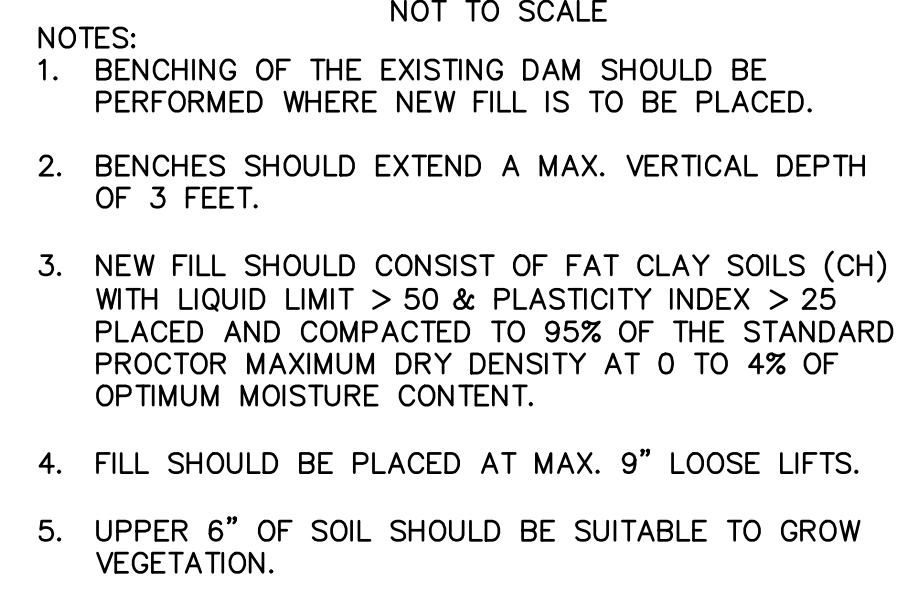 NOT TO SCALE
NOTES:
1. BENCHING OF THE EXISTING DAM SHOULD BE
PERFORMED WHERE NEW FILL IS TO BE PLACED.
2. BENCHES SHOULD EXTEND A MAX. VERTICAL DEPTH
OF 3 FEET.
3. NEW FILL SHOULD CONSIST OF FAT CLAY SOILS (CH)
WITH LIQUID LIMIT > 50 & PLASTICITY INDEX > 25
PLACED AND COMPACTED TO 95% OF THE STANDARD
PROCTOR MAXIMUM DRY DENSITY AT 0 TO 4% OF
OPTIMUM MOISTURE CONTENT.
4. FILL SHOULD BE PLACED AT MAX. 9” LOOSE LIFTS.
5. UPPER 6” OF SOIL SHOULD BE SUITABLE TO GROW
VEGETATION.